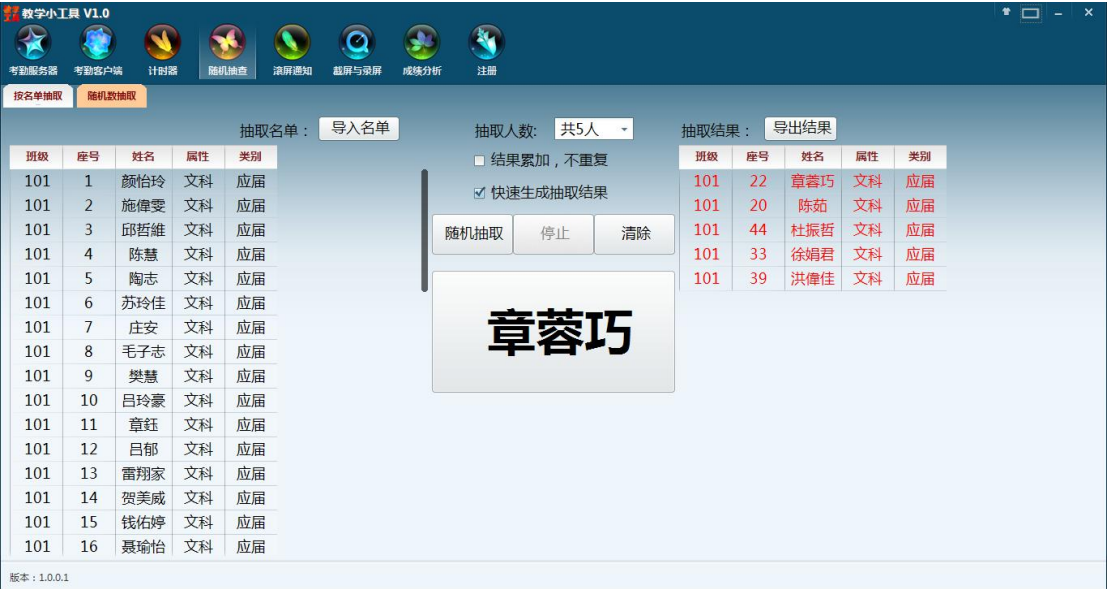 教学小工具 V1.0
考勤服务器 考勤客户端 计时器 随机抽查 滚屏通知 截屏与录屏 成绩分析 注册
按名单抽取 随机数抽取
抽取名单： 导入名单 抽取人数: 共5人 抽取结果： 导出结果
结果累加，不重复
快速生成抽取结果
随机抽取 停止 清除
章蓉巧
班级 座号 姓名 属性 类别
101 1 颜怡玲 文科 应届
101 2 施偉雯 文科 应届
101 3 邱哲維 文科 应届
101 4 陈慧 文科 应届
101 5 陶志 文科 应届
101 6 苏玲佳 文科 应届
101 7 庄安 文科 应届
101 8 毛子志 文科 应届
101 9 樊慧 文科 应届
101 10 吕玲豪 文科 应届
101 11 章鈺 文科 应届
101 12 吕郁 文科 应届
101 13 雷翔家 文科 应届
101 14 贺美威 文科 应届
101 15 钱佑婷 文科 应届
101 16 聂瑜怡 文科 应届
班级 座号 姓名 属性 类别
101 22 章蓉巧 文科 应届
101 20 陈茹 文科 应届
101 44 杜振哲 文科 应届
101 33 徐娟君 文科 应届
101 39 洪偉佳 文科 应届
版本：1.0.0.1